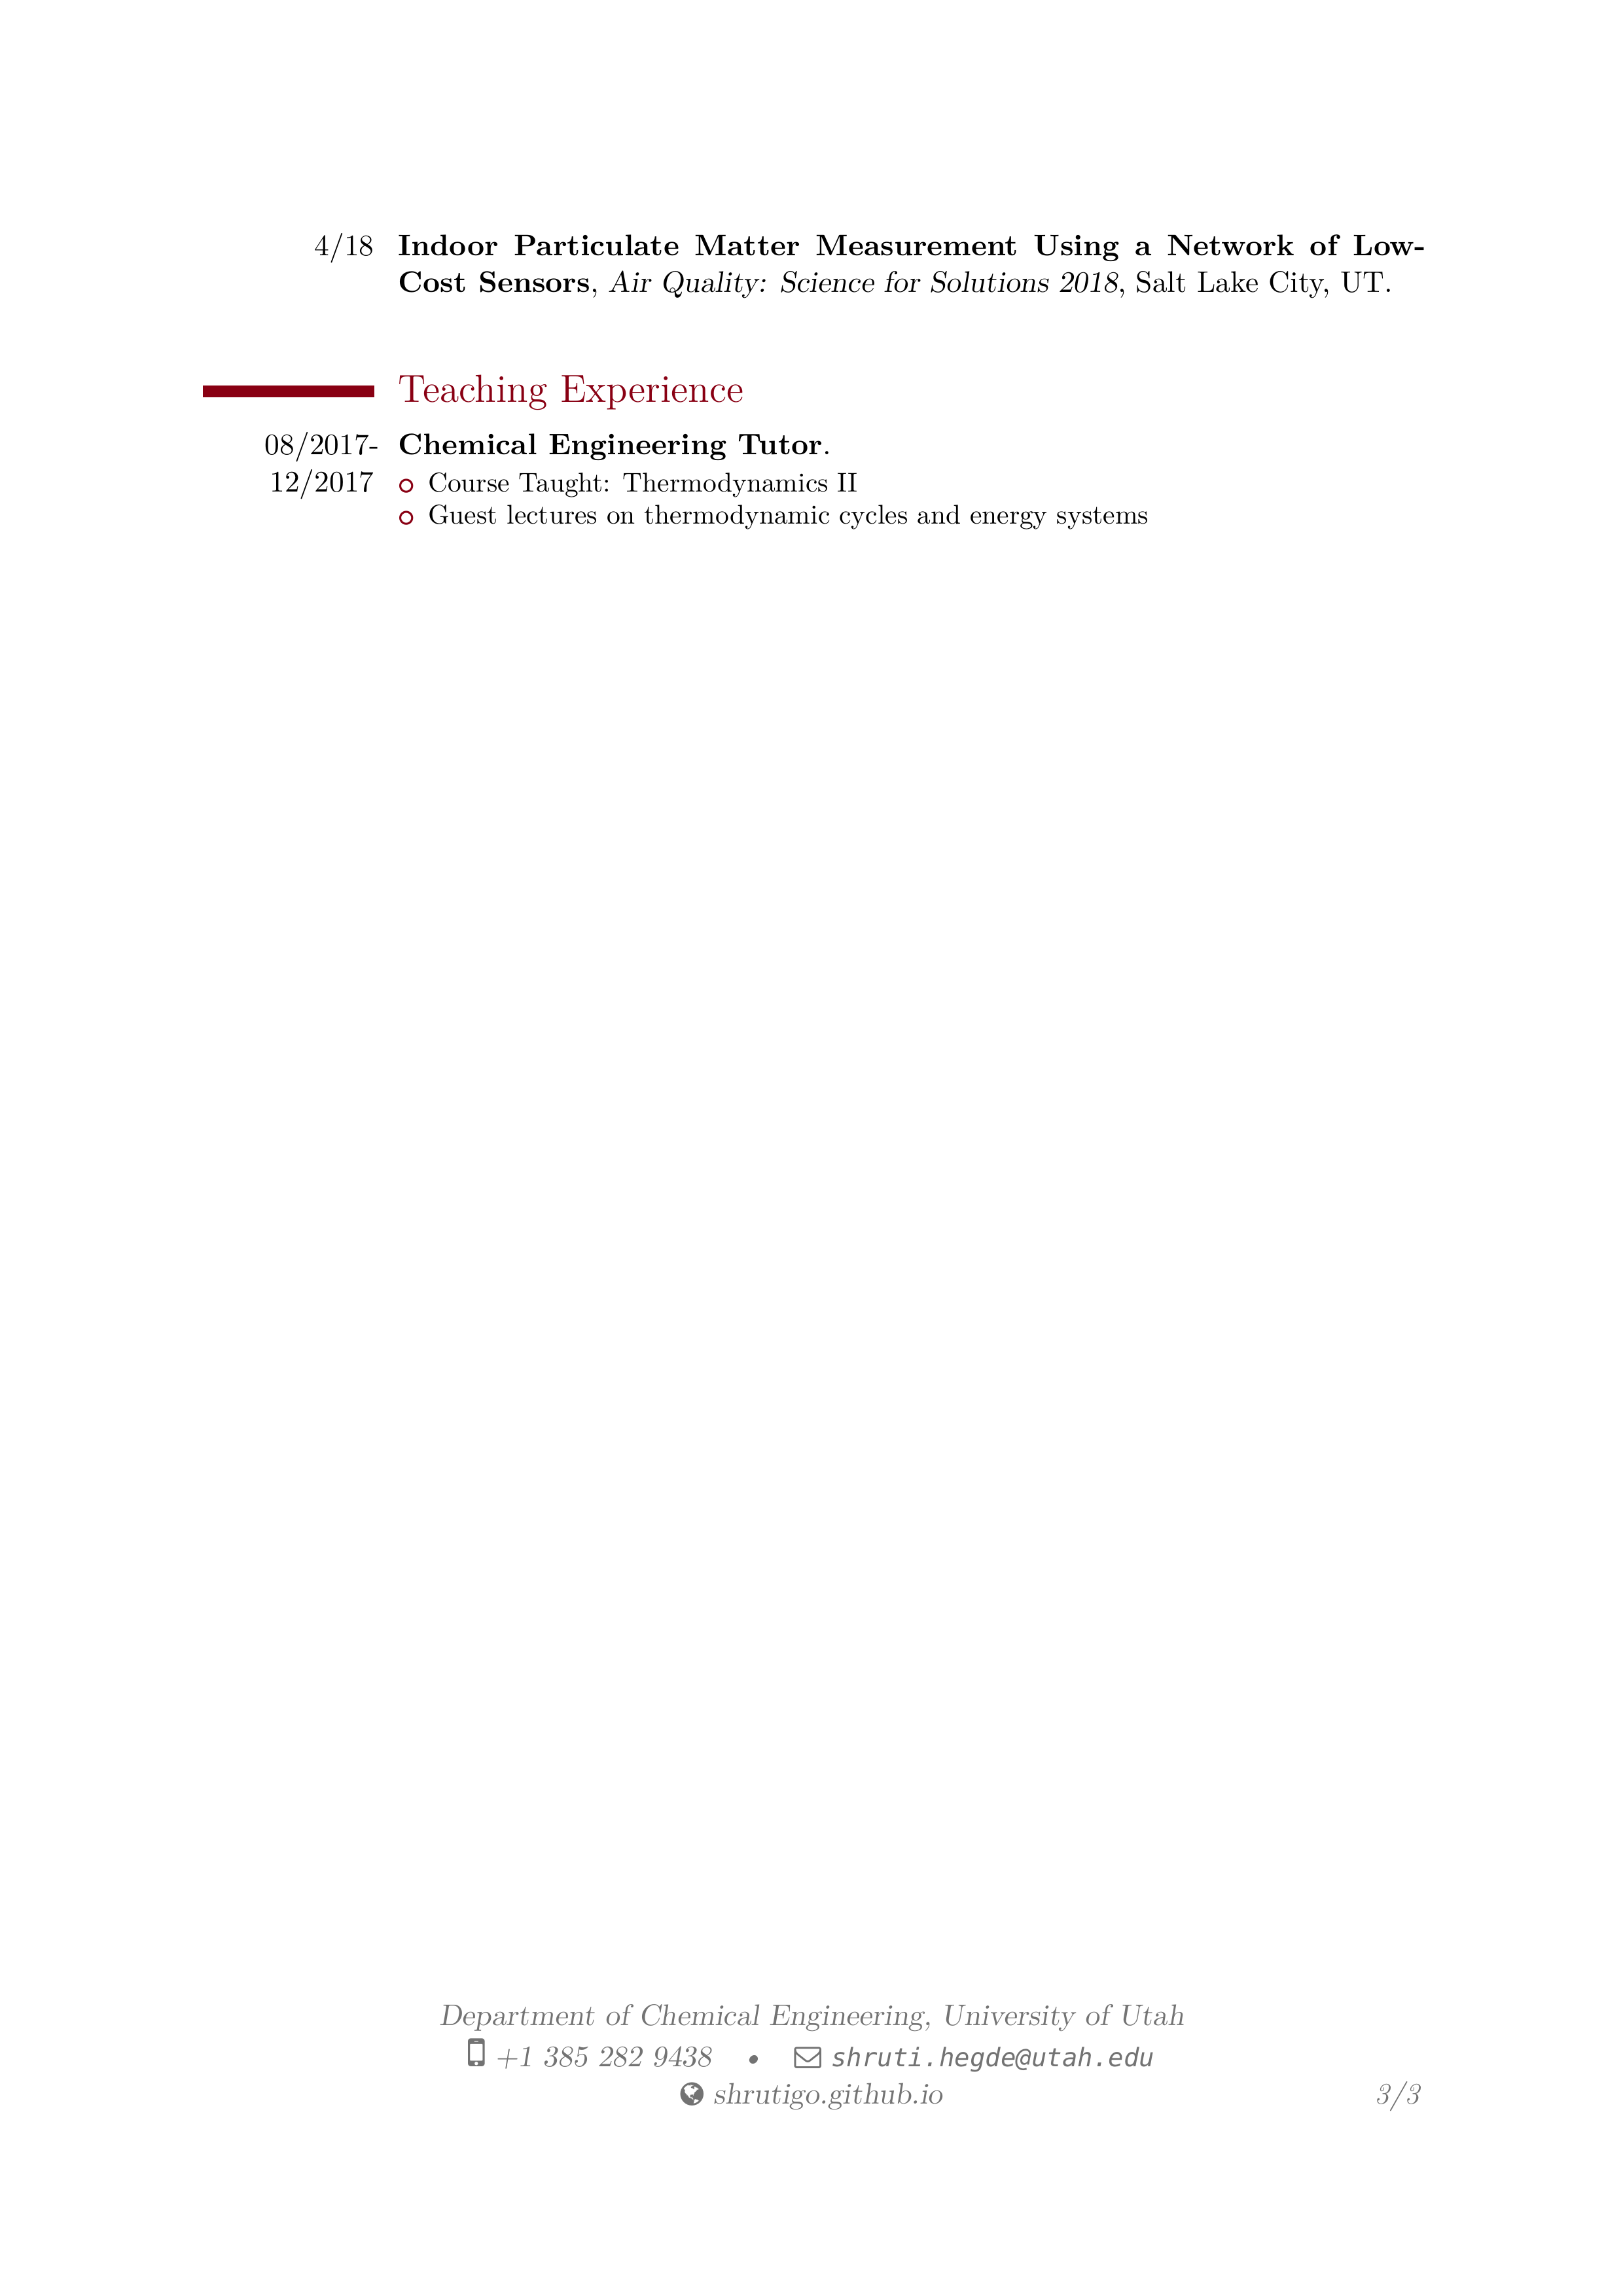 4/18 Indoor Particulate Matter Measurement Using a Network of Low-
Cost Sensors, Air Quality: Science for Solutions 2018, Salt Lake City, UT.
Teaching Experience
08/2017- Chemical Engineering Tutor.
12/2017 Course Taught: Thermodynamics II
Guest lectures on thermodynamic cycles and energy systems
Department of Chemical Engineering, University of Utah
+1 385 282 9438 • shruti.hegde@utah.edu
shrutigo.github.io 3/3